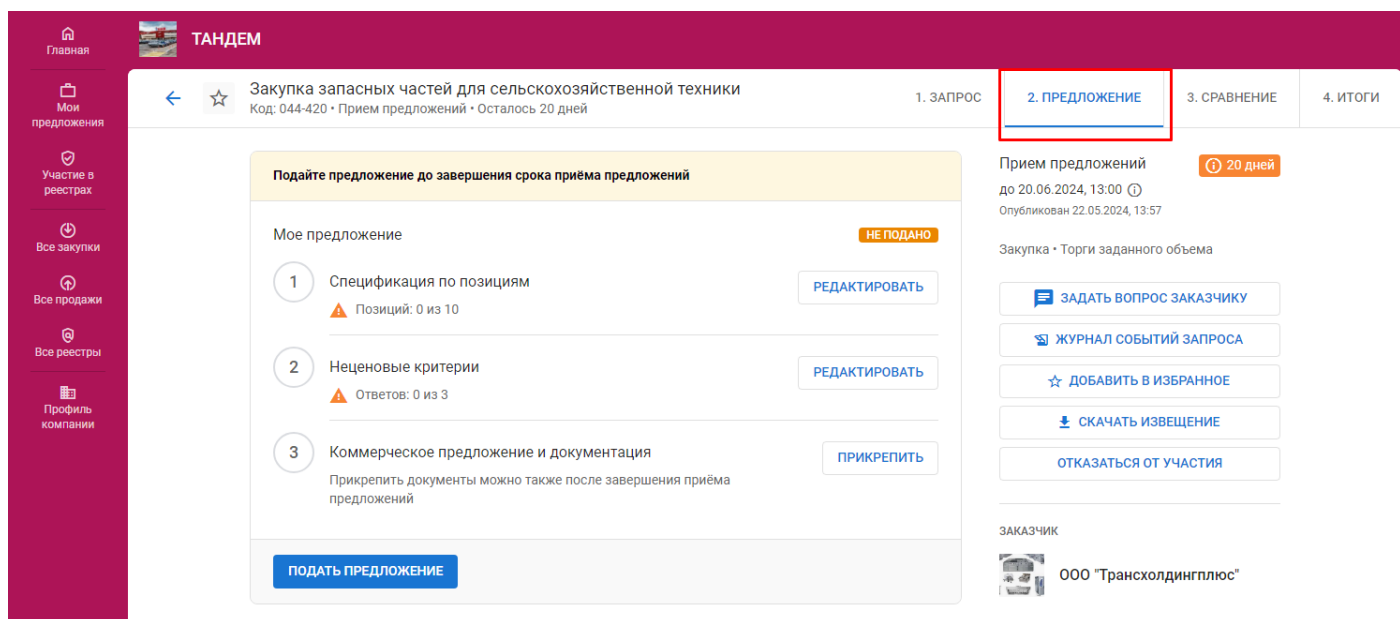 Главная
Мои
предложения
Участие в
реестрах
Все закупки
Все продажи
Все реестры
Профиль
компании
ТАНДЕМ
Закупка запасных частей для сельскохозяйственной техники
Код: 044-420 • Прием предложений • Осталось 20 дней
1. ЗАПРОС
2. ПРЕДЛОЖЕНИЕ
3. СРАВНЕНИЕ
4. ИТОГИ
Подайте предложение до завершения срока приёма предложений
Мое предложение
НЕ ПОДАНО
1
Спецификация по позициям
Позиций: 0 из 10
РЕДАКТИРОВАТЬ
2
Неценовые критерии
Ответов: 0 из 3
РЕДАКТИРОВАТЬ
3
Коммерческое предложение и документация
Прикрепить документы можно также после завершения приёма
предложений
ПРИКРЕПИТЬ
ПОДАТЬ ПРЕДЛОЖЕНИЕ
Прием предложений
20 дней
до 20.06.2024, 13:00
Опубликован 22.05.2024, 13:57
Закупка • Торги заданного объема
ЗАДАТЬ ВОПРОС ЗАКАЗЧИКУ
ЖУРНАЛ СОБЫТИЙ ЗАПРОСА
ДОБАВИТЬ В ИЗБРАННОЕ
СКАЧАТЬ ИЗВЕЩЕНИЕ
ОТКАЗАТЬСЯ ОТ УЧАСТИЯ
ЗАКАЗЧИК
ООО "Трансхолдингплюс"